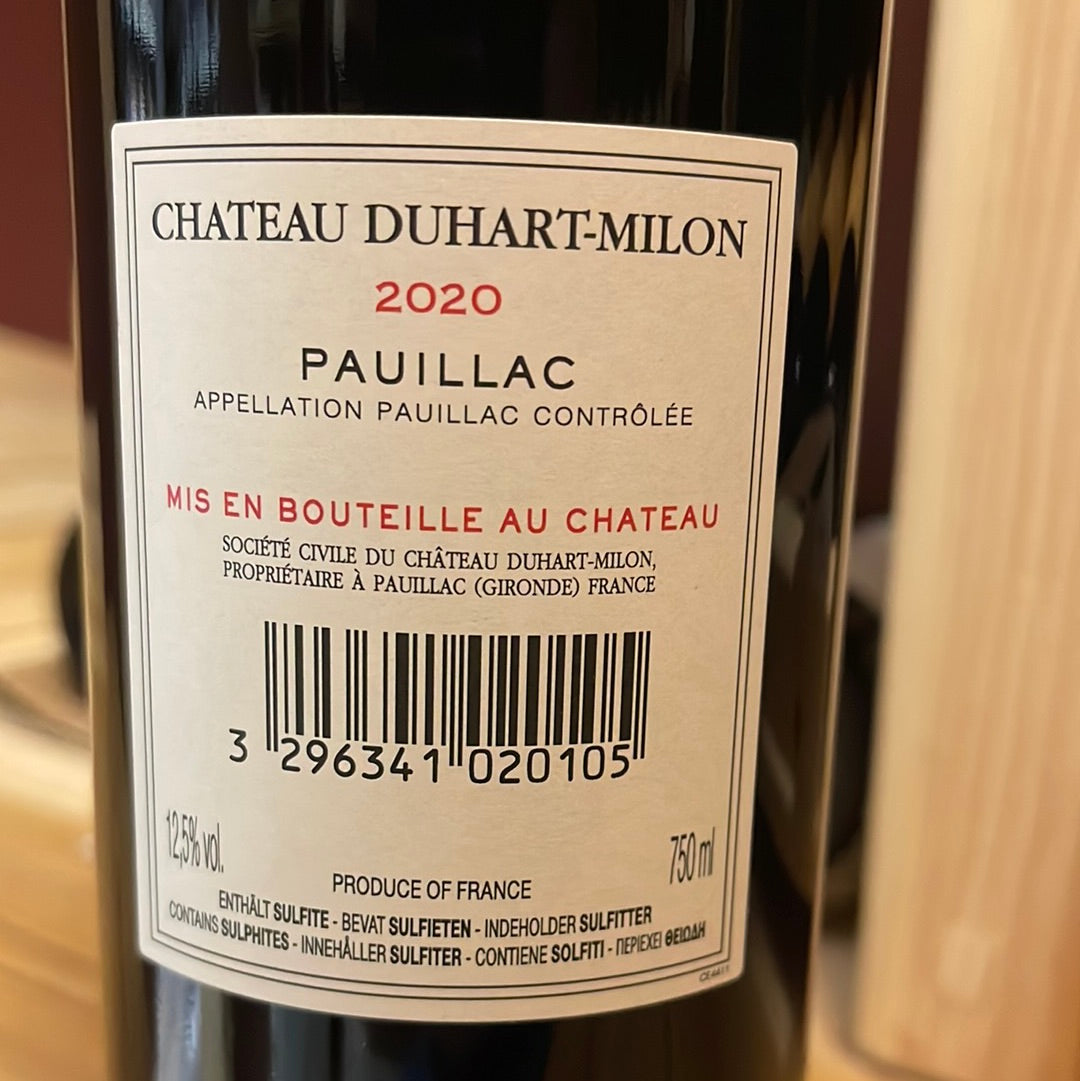 CHATEAU DUHART-MILON
2020
PAUILLAC
APPELLATION PAUILLAC CONTRÔLÉE
MIS EN BOUTEILLE AU CHATEAU
SOCIÉTÉ CIVILE DU CHÂTEAU DUHART-MILON,
PROPRIÉTAIRE À PAUILLAC (GIRONDE) FRANCE
3 296341 020105
12,5% vol.
750 ml
PRODUCE OF FRANCE
ENTHÄLT SULFITE - BEVAT SULFIETEN - INDEHOLDER SULFITTER
CONTAINS SULPHITES - INNEHÅLLER SULFITER - CONTIENE SOLFITI - ΠΕΡΙΕΧΕΙ ΘΕΙΩΔΗ